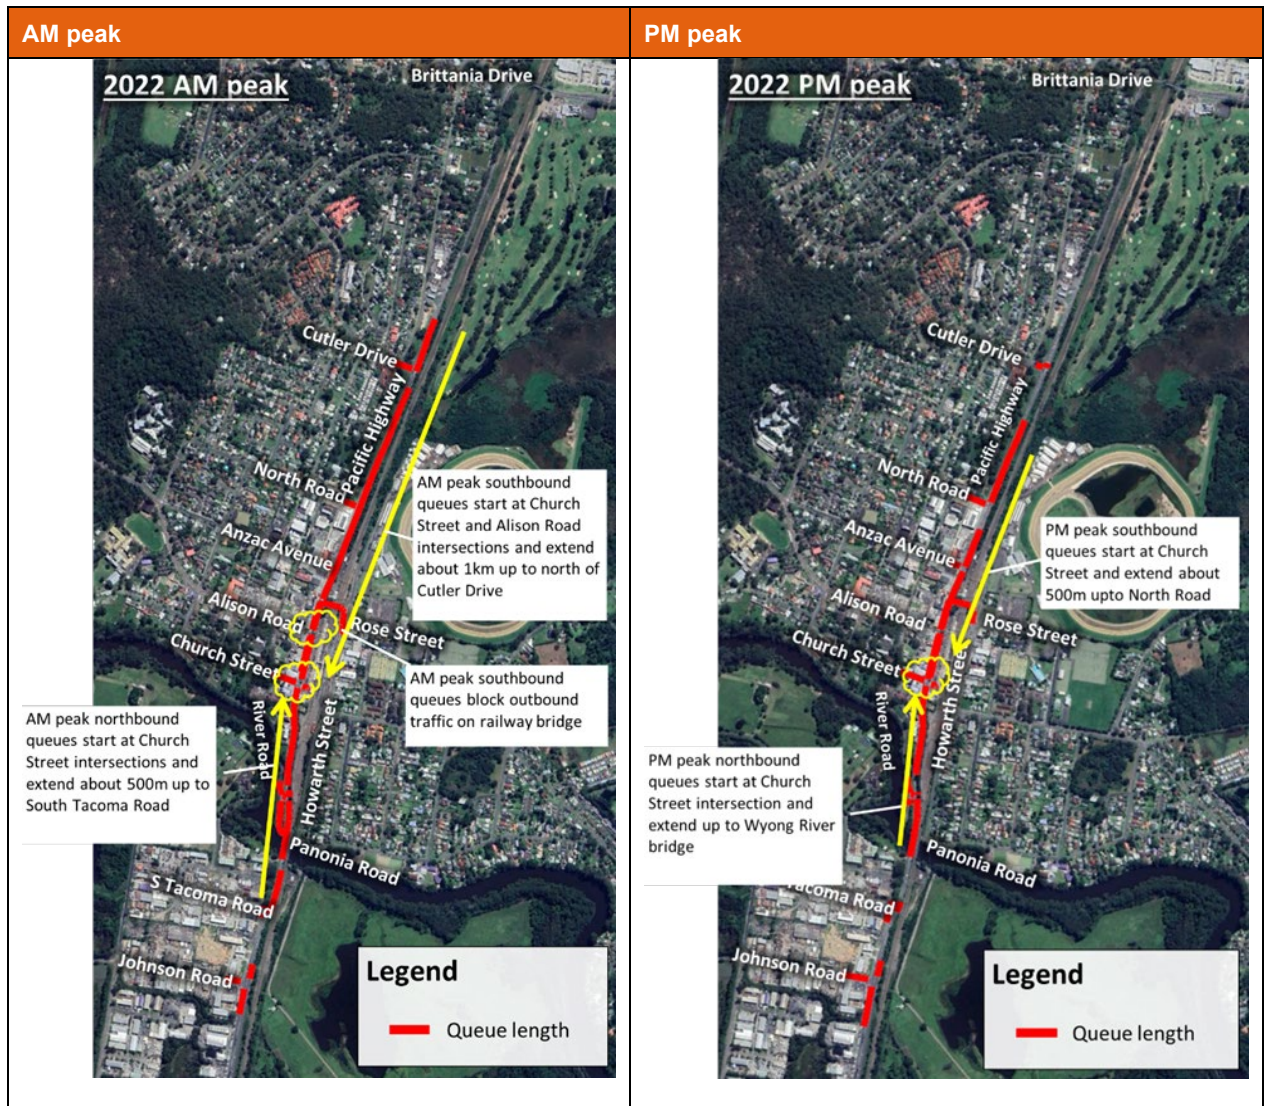 AM peak
PM peak
2022 AM peak
Brittania Drive
Cutler Drive
Pacific Highway
North Road
AM peak southbound
queues start at Church
Street and Alison Road
intersections and extend
about 1km up to north of
Cutler Drive
Anzac Avenue
Alison Road
Rose Street
Church Street
AM peak southbound
queues block outbound
traffic on railway bridge
River Road
Howarth Street
AM peak northbound
queues start at Church
Street intersections and
extend about 500m up to
South Tacoma Road
Panonia Road
S Tacoma Road
Johnson Road
Legend
Queue length
2022 PM peak
Brittania Drive
Cutler Drive
Pacific Highway
North Road
PM peak southbound
queues start at Church
Street and extend about
500m upto North Road
Anzac Avenue
Alison Road
Rose Street
Church Street
River Road
Howarth Street
PM peak northbound
queues start at Church
Street intersection and
extend up to Wyong River
bridge
Panonia Road
Tacoma Road
Johnson Road
Legend
Queue length